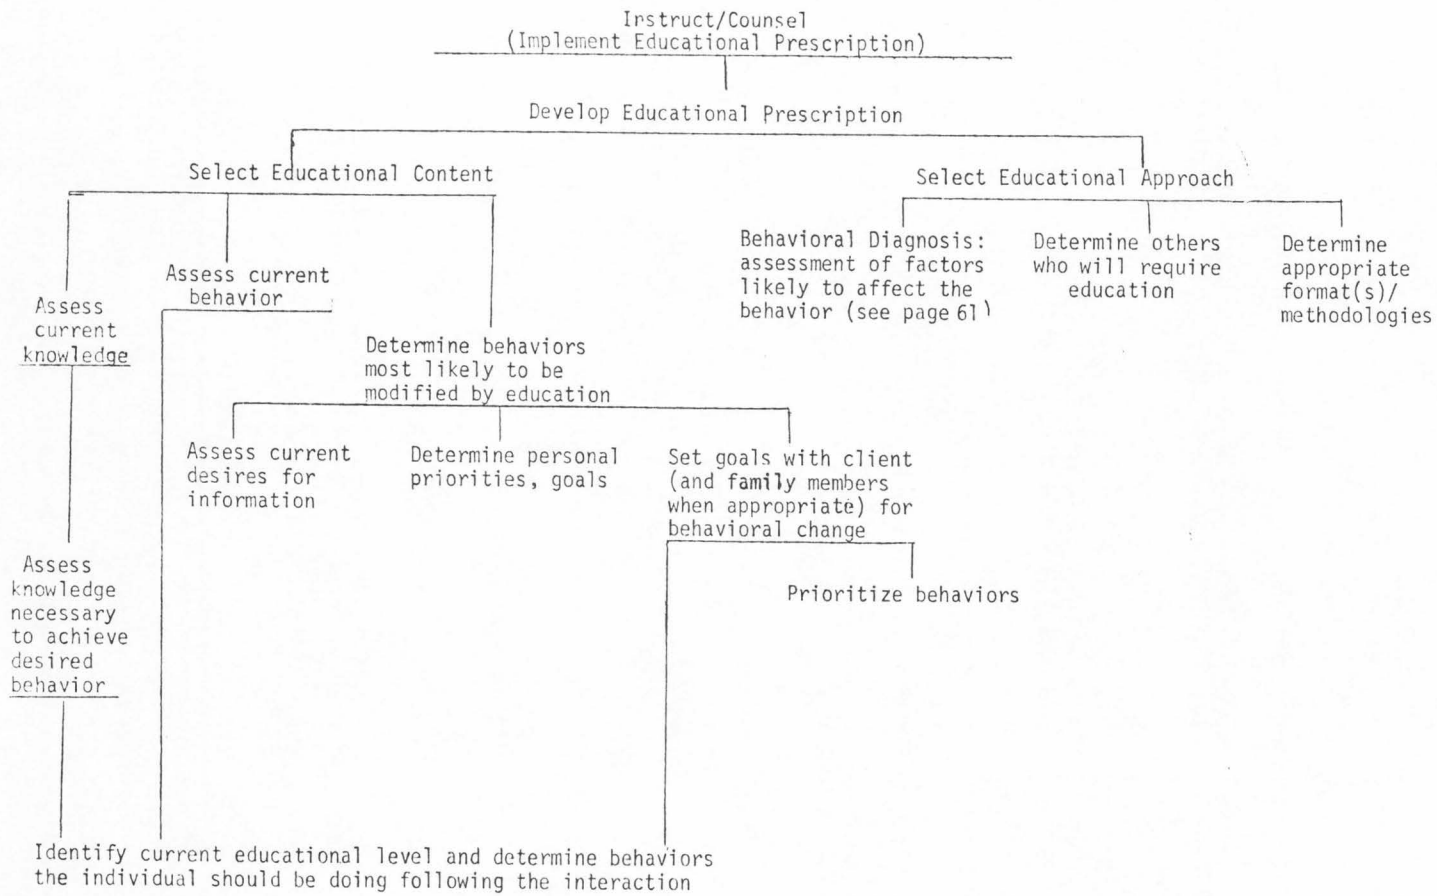 Instruct/Counsel
(Implement Educational Prescription)
Develop Educational Prescription
Select Educational Content
Select Educational Approach
Assess
current
knowledge
Assess current
behavior
Determine behaviors
most likely to be
modified by education
Behavioral Diagnosis:
assessment of factors
likely to affect the
behavior (see page 61)
Determine others
who will require
education
Determine
appropriate
format(s)/
methodologies
Assess current
desires for
information
Determine personal
priorities, goals
Set goals with client
(and family members
when appropriate) for
behavioral change
Prioritize behaviors
Assess
knowledge
necessary
to achieve
desired
behavior
Identify current educational level and determine behaviors
the individual should be doing following the interaction